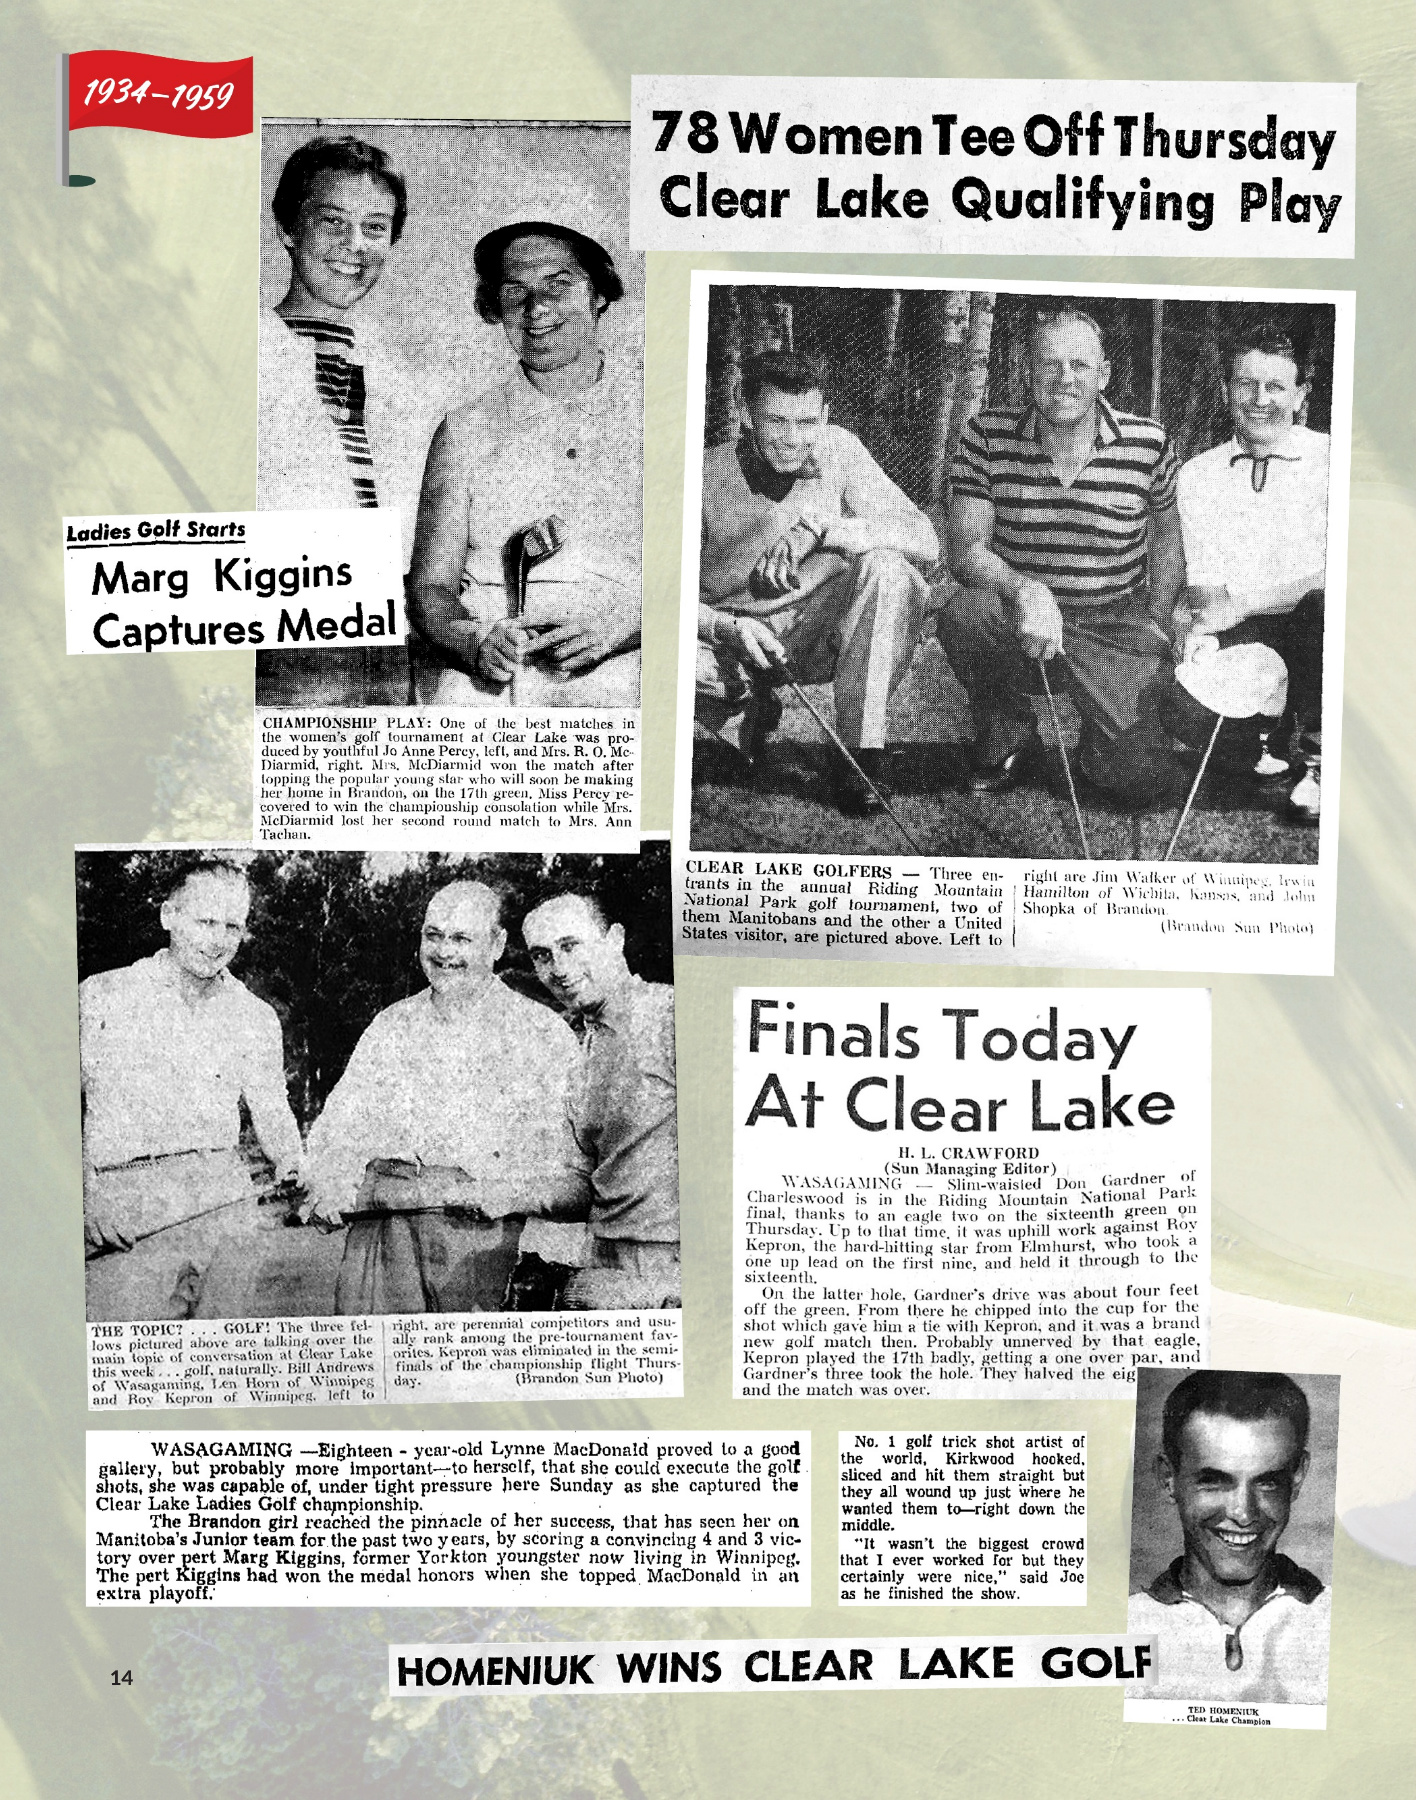 1934–1959
78 Women Tee Off Thursday
Clear Lake Qualifying Play
Ladies Golf Starts
Marg Kiggins
Captures Medal
CHAMPIONSHIP PLAY: One of the best matches in
the women's golf tournament at Clear Lake was pro-
duced by youthful Jo Anne Percy, left, and Mrs. R. O. Mc-
Diarmid, right. Mrs. McDiarmid won the match after
topping the popular young star who will soon be making
her home in Brandon, on the 17th green. Miss Percy re-
covered to win the championship consolation while Mrs.
McDiarmid lost her second round match to Mrs. Ann
Tachan.
CLEAR LAKE GOLFERS — Three en-
trants in the annual Riding Mountain
National Park golf tournament, two of
them Manitobans and the other a United
States visitor, are pictured above. Left to
right are Jim Walker of Winnipeg, Irwin
Hamilton of Wichita, Kansas, and John
Shopka of Brandon.
(Brandon Sun Photo)
THE TOPIC? . . . GOLF! The three fel-
lows pictured above are talking over the
main topic of conversation at Clear Lake
this week . . . golf, naturally. Bill Andrews
of Wasagaming, Len Horn of Winnipeg
and Roy Kepron of Winnipeg, left to
right, are perennial competitors and usu-
ally rank among the pre-tournament fav-
orites. Kepron was eliminated in the semi-
finals of the championship flight Thurs-
day.
(Brandon Sun Photo)
Finals Today
At Clear Lake
H. L. CRAWFORD
(Sun Managing Editor)
WASAGAMING — Slim-waisted Don Gardner of
Charleswood is in the Riding Mountain National Park
final, thanks to an eagle two on the sixteenth green on
Thursday. Up to that time, it was uphill work against Roy
Kepron, the hard-hitting star from Elmhurst, who took a
one up lead on the first nine, and held it through to the
sixteenth.
On the latter hole, Gardner's drive was about four feet
off the green. From there he chipped into the cup for the
shot which gave him a tie with Kepron, and it was a brand
new golf match then. Probably unnerved by that eagle,
Kepron played the 17th badly, getting a one over par, and
Gardner's three took the hole. They halved the eig
and the match was over.
WASAGAMING —Eighteen - year-old Lynne MacDonald proved to a good
gallery, but probably more important—to herself, that she could execute the golf
shots, she was capable of, under tight pressure here Sunday as she captured the
Clear Lake Ladies Golf championship.
The Brandon girl reached the pinnacle of her success, that has seen her on
Manitoba's Junior team for the past two years, by scoring a convincing 4 and 3 vic-
tory over pert Marg Kiggins, former Yorkton youngster now living in Winnipeg.
The pert Kiggins had won the medal honors when she topped MacDonald in an
extra playoff.
No. 1 golf trick shot artist of
the world, Kirkwood hooked,
sliced and hit them straight but
they all wound up just where he
wanted them to—right down the
middle.
"It wasn't the biggest crowd
that I ever worked for but they
certainly were nice," said Joe
as he finished the show.
HOMENIUK WINS CLEAR LAKE GOLF
TED HOMENIUK
. . . Clear Lake Champion
14